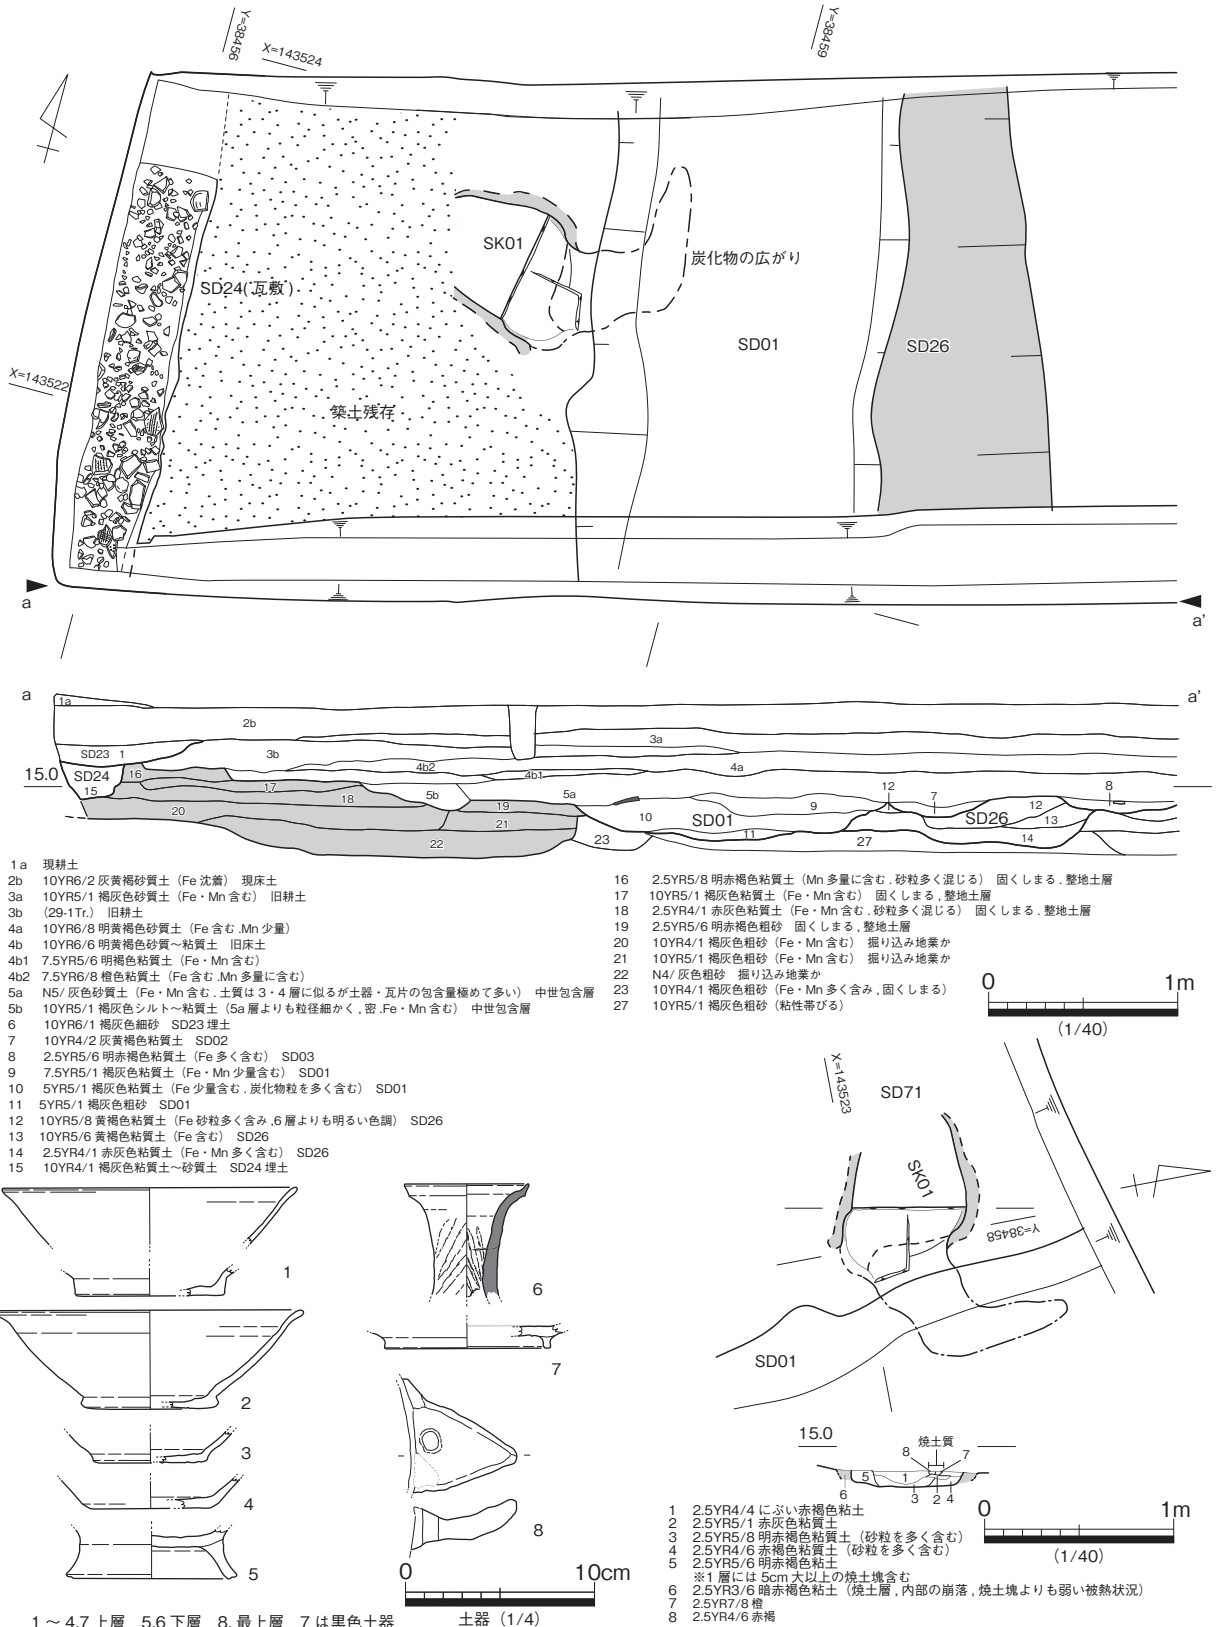 Y=38456
X=143524
Y=38459
SK01
炭化物の広がり
SD24(瓦敷)
SD01
SD26
X=143522
築土残存
a
a'
a
a'
1a
2b
3a
SD23 1
3b
4b2
4b1
4a
15.0
SD24
16
15
17
18
5b
19
5a
10
SD01
9
12
7
SD26
12
8
13
20
21
22
23
11
27
14
1a 現耕土
2b 10YR6/2 灰黄褐砂質土（Fe 沈着） 現床土
3a 10YR5/1 褐灰色砂質土（Fe・Mn 含む） 旧耕土
3b (29-1Tr.) 旧耕土
4a 10YR6/8 明黄褐色砂質土（Fe 含む.Mn 少量）
4b 10YR6/6 明黄褐色砂質～粘質土 旧床土
4b1 7.5YR5/6 明褐色粘質土（Fe・Mn 含む）
4b2 7.5YR6/8 橙色粘質土（Fe 含む.Mn 多量に含む）
5a N5/ 灰色砂質土（Fe・Mn 含む. 土質は 3・4 層に似るが土器・瓦片の包含量極めて多い） 中世包含層
5b 10YR5/1 褐灰色シルト～粘質土（5a 層よりも粒径細かく, 密.Fe・Mn 含む） 中世包含層
6 10YR6/1 褐灰色細砂 SD23 埋土
7 10YR4/2 灰黄褐色粘質土 SD02
8 2.5YR5/6 明赤褐色粘質土（Fe 多く含む）SD03
9 7.5YR5/1 褐灰色粘質土（Fe・Mn 少量含む）SD01
10 5YR5/1 褐灰色粘質土（Fe 少量含む. 炭化物粒を多く含む） SD01
11 5YR5/1 褐灰色粗砂 SD01
12 10YR5/8 黄褐色粘質土（Fe 砂粒多く含み ,6 層よりも明るい色調） SD26
13 10YR5/6 黄褐色粘質土（Fe 含む）SD26
14 2.5YR4/1 赤灰色粘質土（Fe・Mn 多く含む）SD26
15 10YR4/1 褐灰色粘質土～砂質土 SD24 埋土
16 2.5YR5/8 明赤褐色粘質土（Mn 多量に含む. 砂粒多く混じる） 固くしまる. 整地土層
17 10YR5/1 褐灰色粘質土（Fe・Mn 含む） 固くしまる, 整地土層
18 2.5YR4/1 赤灰色粘質土（Fe・Mn 含む. 砂粒多く混じる） 固くしまる. 整地土層
19 2.5YR5/6 明赤褐色粗砂 固くしまる, 整地土層
20 10YR4/1 褐灰色粗砂（Fe・Mn 含む） 掘り込み地業か
21 10YR5/1 褐灰色粗砂（Fe・Mn 含む） 掘り込み地業か
22 N4/ 灰色粗砂 掘り込み地業か
23 10YR4/1 褐灰色粗砂（Fe・Mn 多く含み, 固くしまる）
27 10YR5/1 褐灰色粗砂（粘性帯びる）
0 1m
(1/40)
X=143523
SD71
SK01
Y=38458
SD01
15.0
焼土質
8
7
5
1
6
3
2
4
1 2.5YR4/4 にぶい赤褐色粘土
2 2.5YR5/1 赤灰色粘質土
3 2.5YR5/8 明赤褐色粘質土（砂粒を多く含む）
4 2.5YR4/6 赤褐色粘質土（砂粒を多く含む）
5 2.5YR5/6 明赤褐色粘土
※1 層には 5cm 大以上の焼土塊含む
6 2.5YR3/6 暗赤褐色粘土（焼土層, 内部の崩落, 焼土塊よりも弱い被熱状況）
7 2.5YR7/8 橙
8 2.5YR4/6 赤褐
0 1m
(1/40)
1
2
3
4
5
6
7
8
0 10cm
土器（1/4）
1～4.7 上層 5.6 下層 8. 最上層 7 は黒色土器